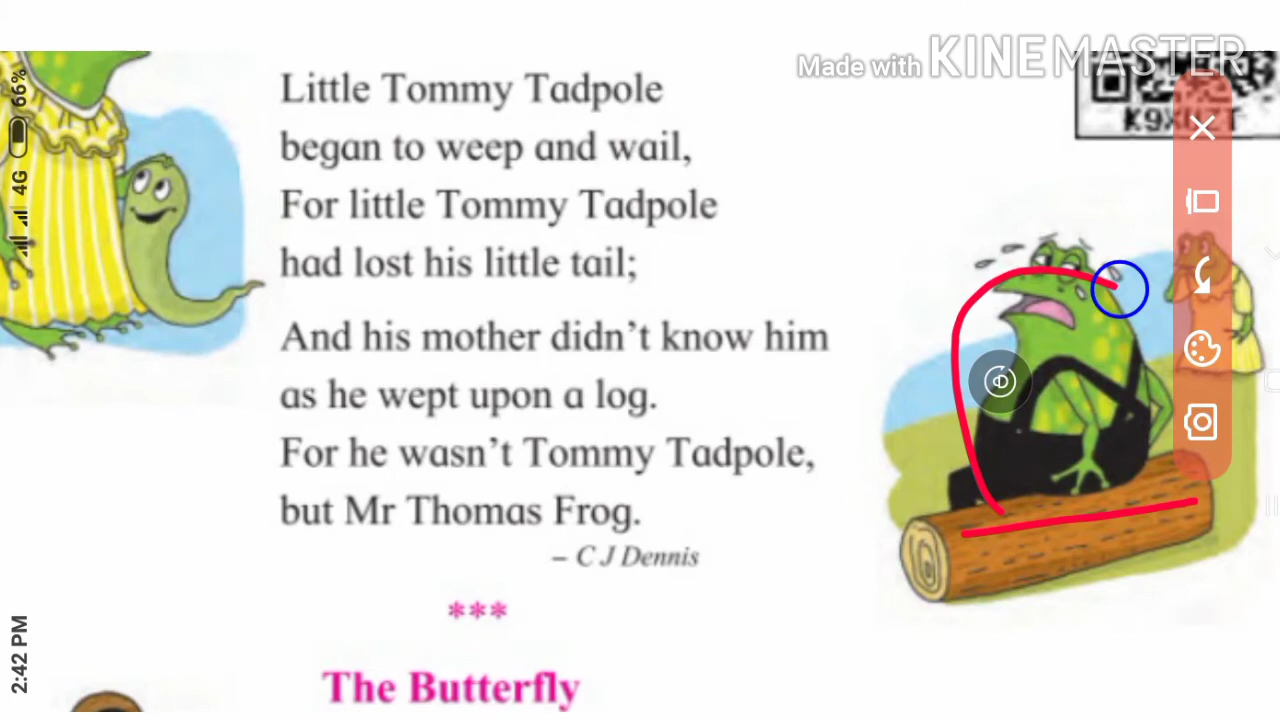 Made with KINEMASTER
Little Tommy Tadpole
began to weep and wail,
For little Tommy Tadpole
had lost his little tail;
And his mother didn't know him
as he wept upon a log.
For he wasn't Tommy Tadpole,
but Mr Thomas Frog.
– C J Dennis
***
The Butterfly
66%
4G
2:42 PM